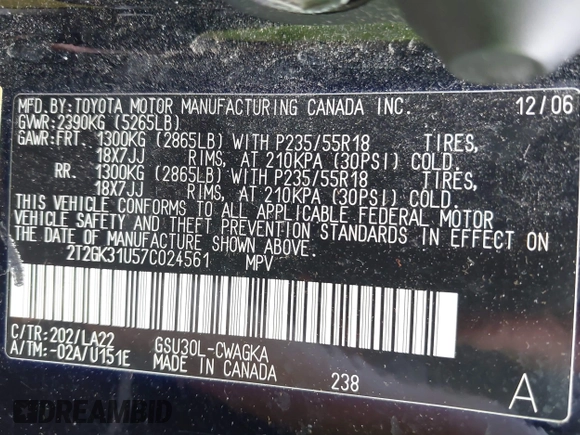 MFD.BY:TOYOTA MOTOR MANUFACTURING CANADA INC. 12/06
GVWR:2390KG (5265LB)
GAWR:FRT. 1300KG (2865LB) WITH P235/55R18 TIRES,
18X7JJ RIMS, AT 210KPA (30PSI) COLD.
RR. 1300KG (2865LB) WITH P235/55R18 TIRES,
18X7JJ RIMS, AT 210KPA (30PSI) COLD.
THIS VEHICLE CONFORMS TO ALL APPLICABLE FEDERAL MOTOR
VEHICLE SAFETY AND THEFT PREVENTION STANDARDS IN EFFECT ON
THE DATE OF MANUFACTURE SHOWN ABOVE.
2T2GK31U57C024561 MPV
C/TR:202/LA22 GSU30L-CWAGKA
A/TM:-02A/U151E MADE IN CANADA
238 A
DREAMBID